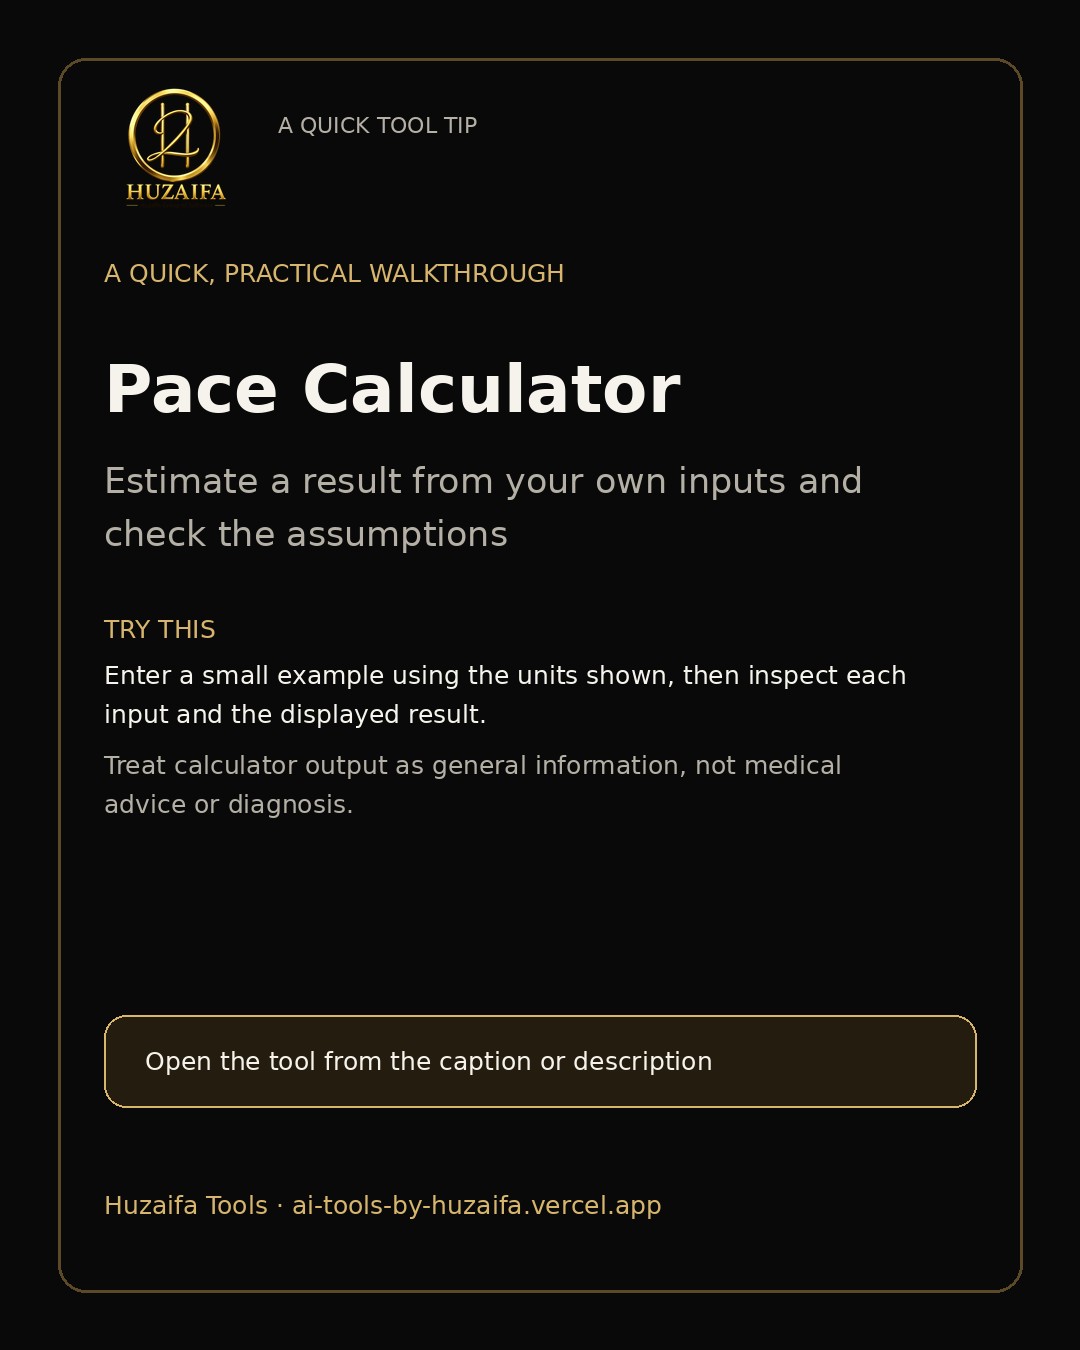 HUZAIFA
A QUICK TOOL TIP
A QUICK, PRACTICAL WALKTHROUGH
Pace Calculator
Estimate a result from your own inputs and
check the assumptions
TRY THIS
Enter a small example using the units shown, then inspect each
input and the displayed result.
Treat calculator output as general information, not medical
advice or diagnosis.
Open the tool from the caption or description
Huzaifa Tools · ai-tools-by-huzaifa.vercel.app